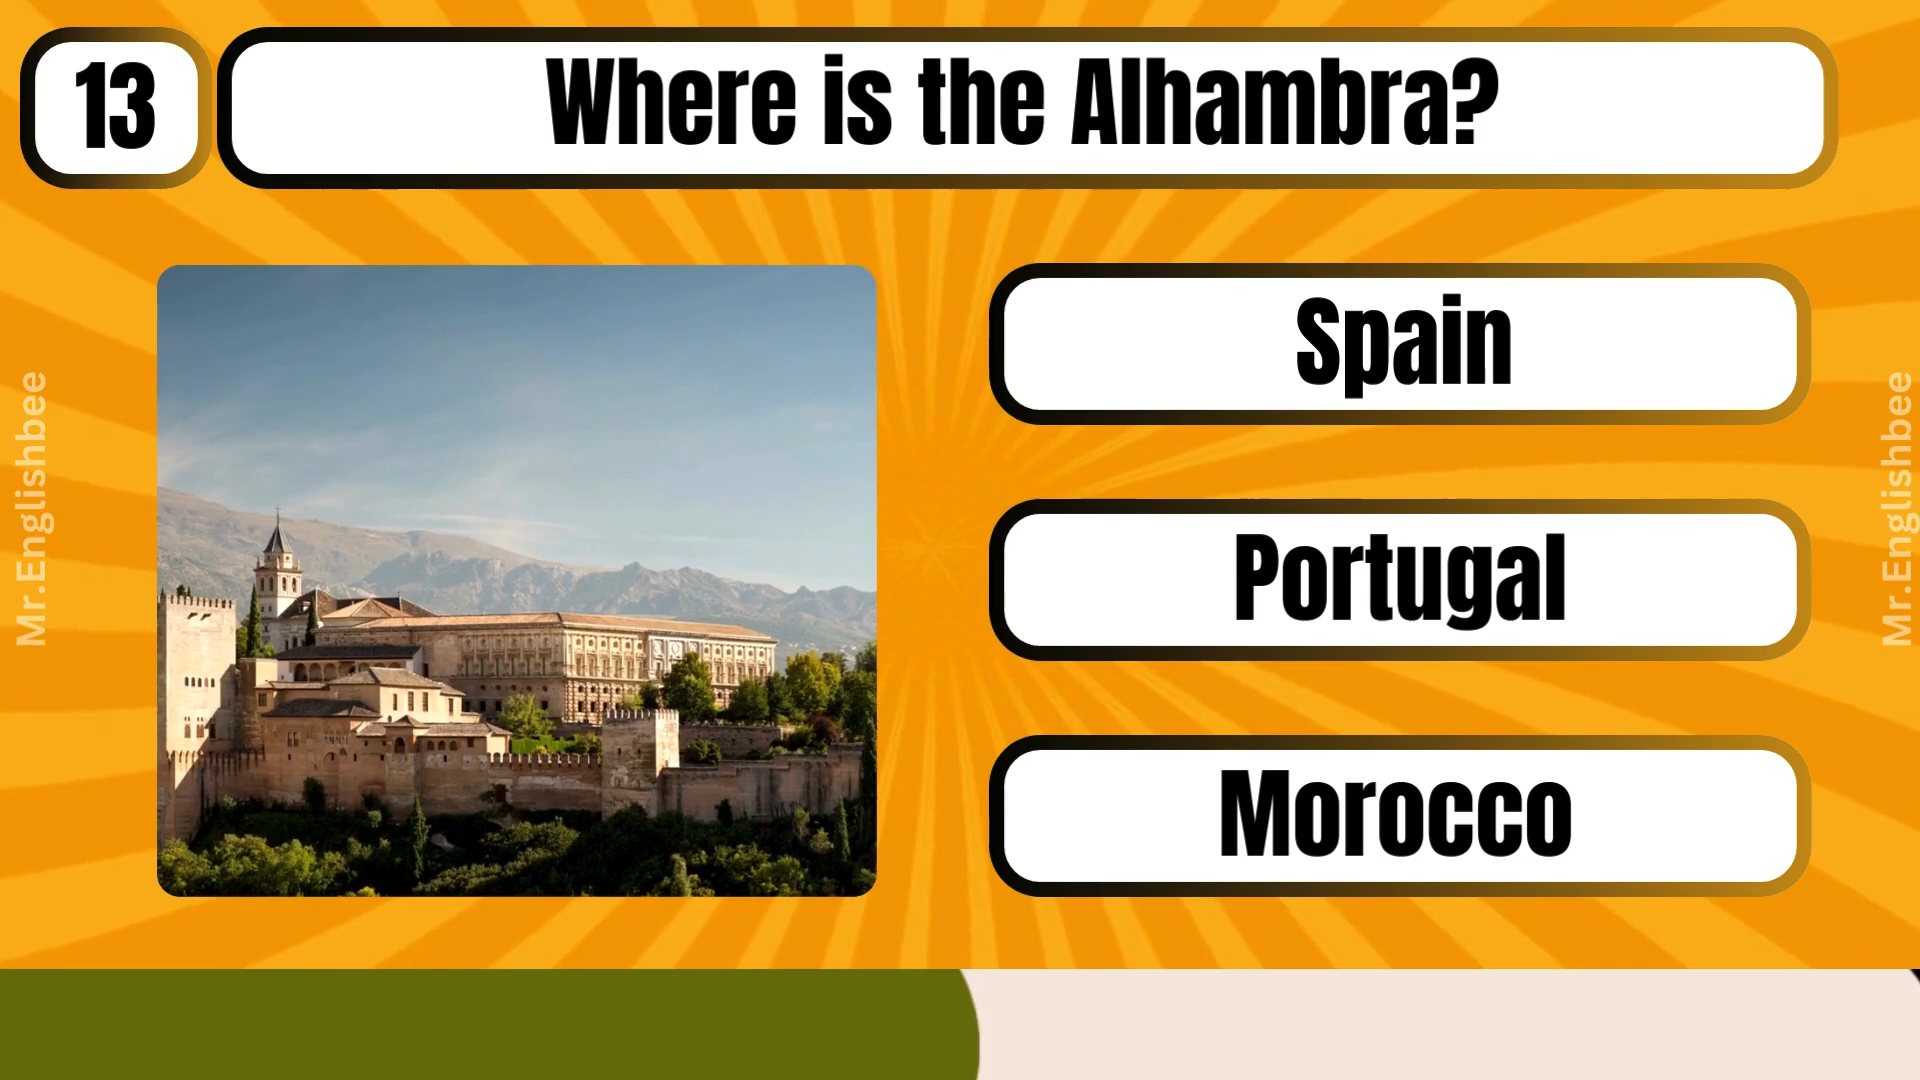 13
Where is the Alhambra?
Spain
Portugal
Morocco
Mr.Englishbee
Mr.Englishbee